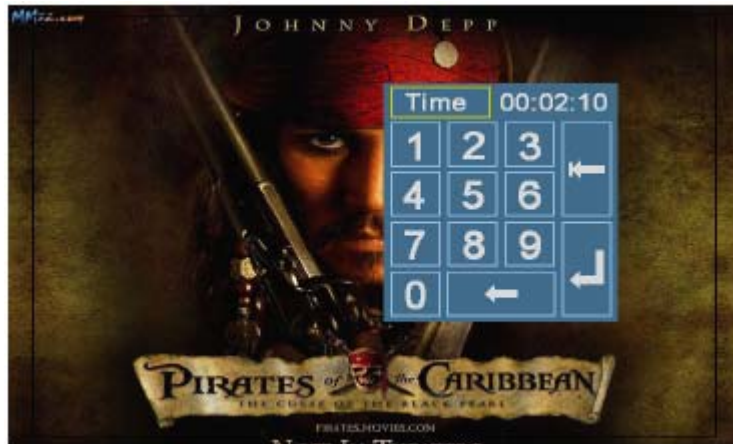 JOHNNY DEPP
Time 00:02:10
1 2 3
4 5 6
7 8 9
0
PIRATES of the CARIBBEAN
THE CURSE OF THE BLACK PEARL
PIRATES.MOVIES.COM